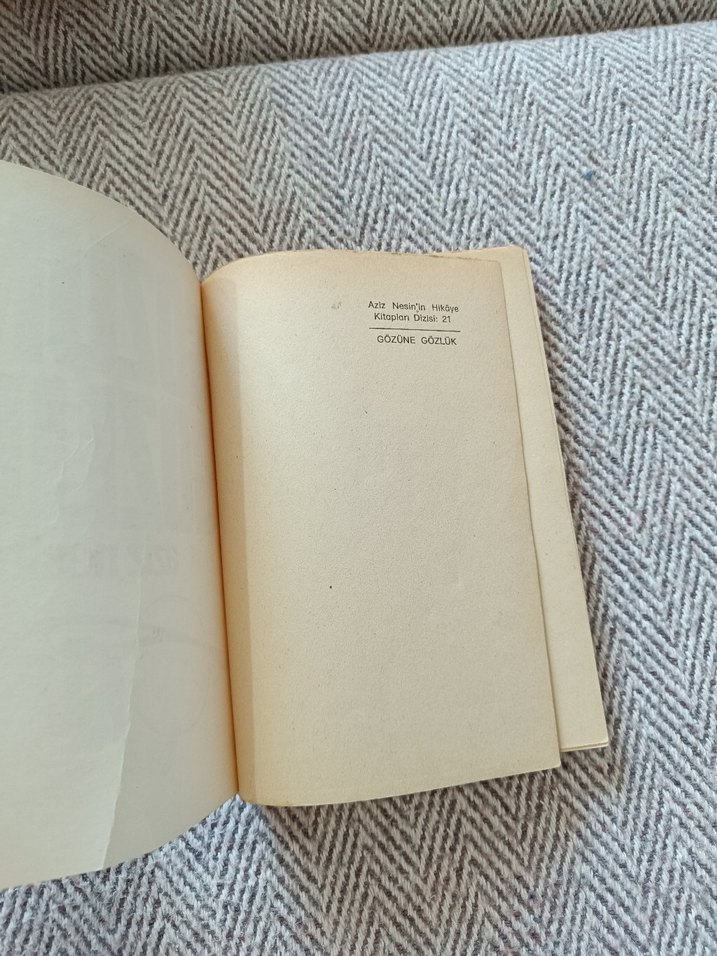 Aziz Nesin'in Hikâye
Kitapları Dizisi: 21
GÖZÜNE GÖZLÜK